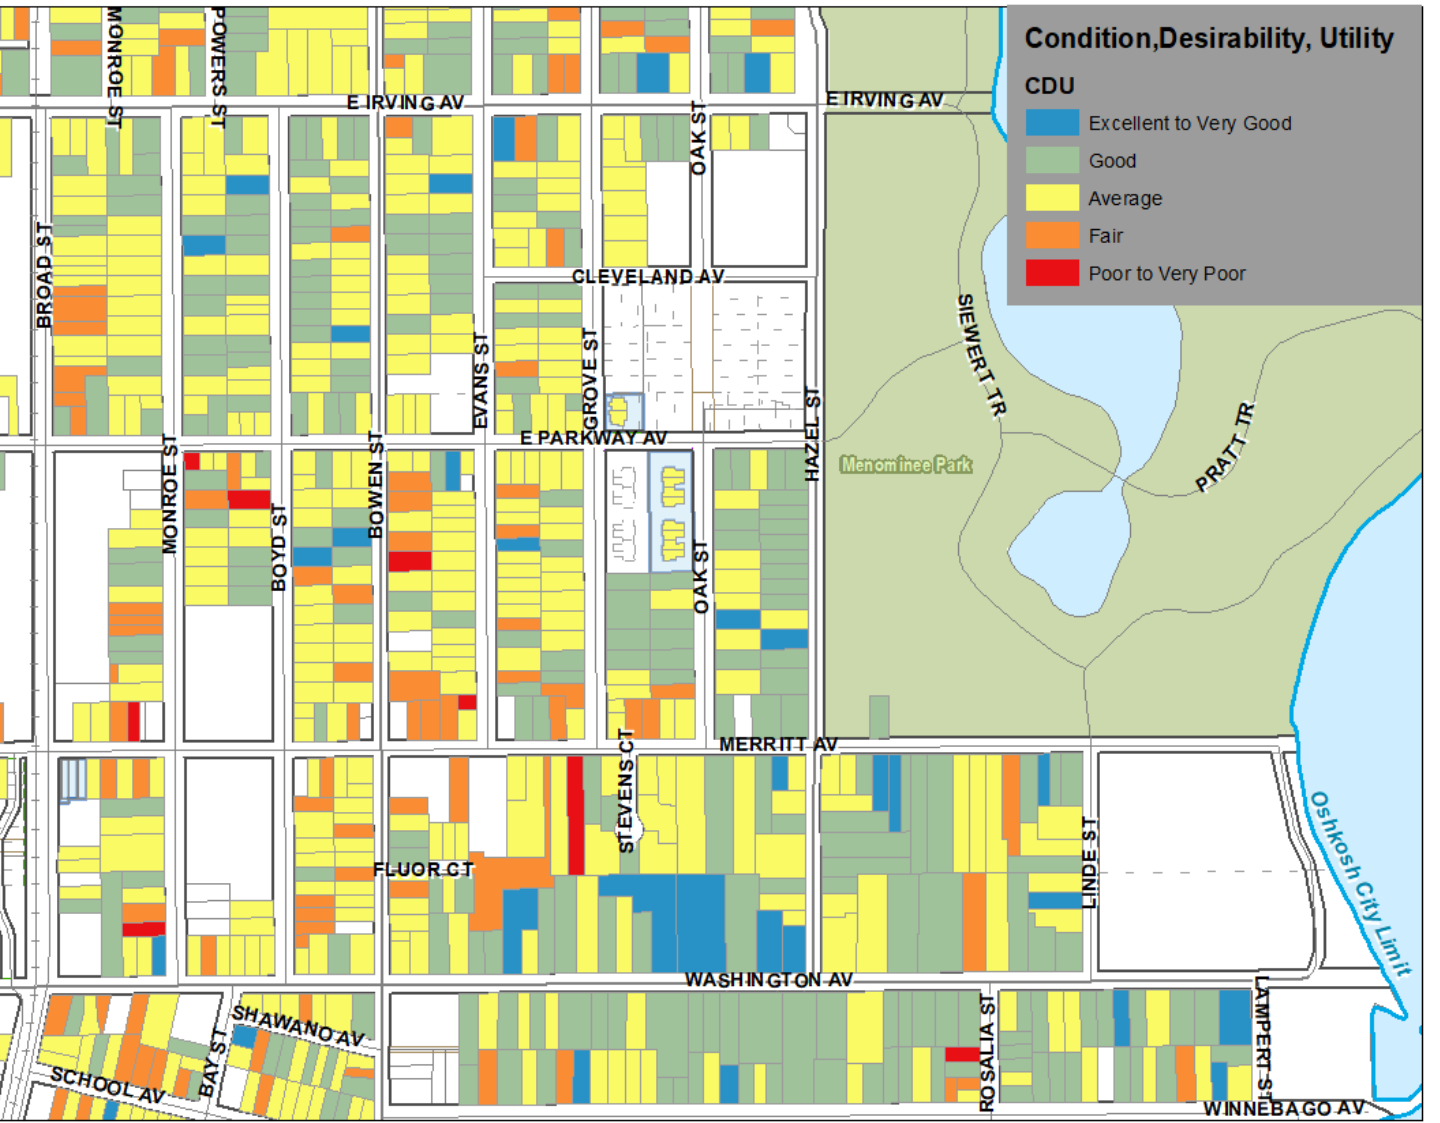 Condition,Desirability, Utility
CDU
Excellent to Very Good
Good
Average
Fair
Poor to Very Poor
MONROE ST
POWERS ST
E IRVING AV
E IRVING AV
OAK ST
BROAD ST
CLEVELAND AV
SIEWERT TR
EVANS ST
GROVE ST
HAZEL ST
PRATT TR
E PARKWAY AV
MONROE ST
BOWEN ST
Menominee Park
BOYD ST
OAK ST
MERRITT AV
STEVENS CT
FLUOR CT
LINDE ST
Oshkosh City Limit
WASHINGTON AV
SHAWANO AV
BAY ST
SCHOOL AV
ROSALIA ST
LAMPERT ST
WINNEBAGO AV